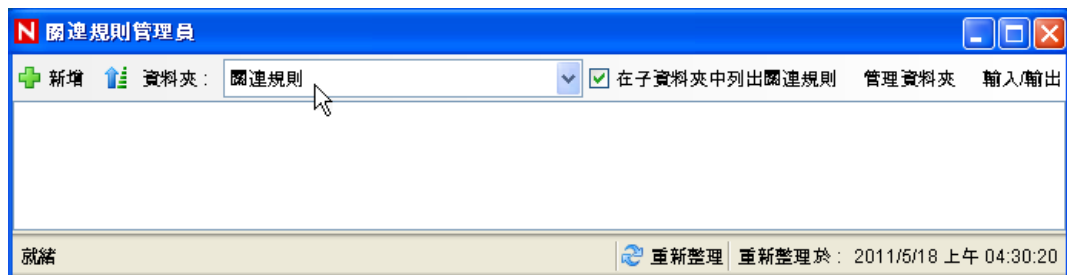 N 關連規則管理員
新增 資料夾： 關連規則 在子資料夾中列出關連規則 管理資料夾 輸入/輸出
就緒 重新整理 重新整理於： 2011/5/18 上午 04:30:20